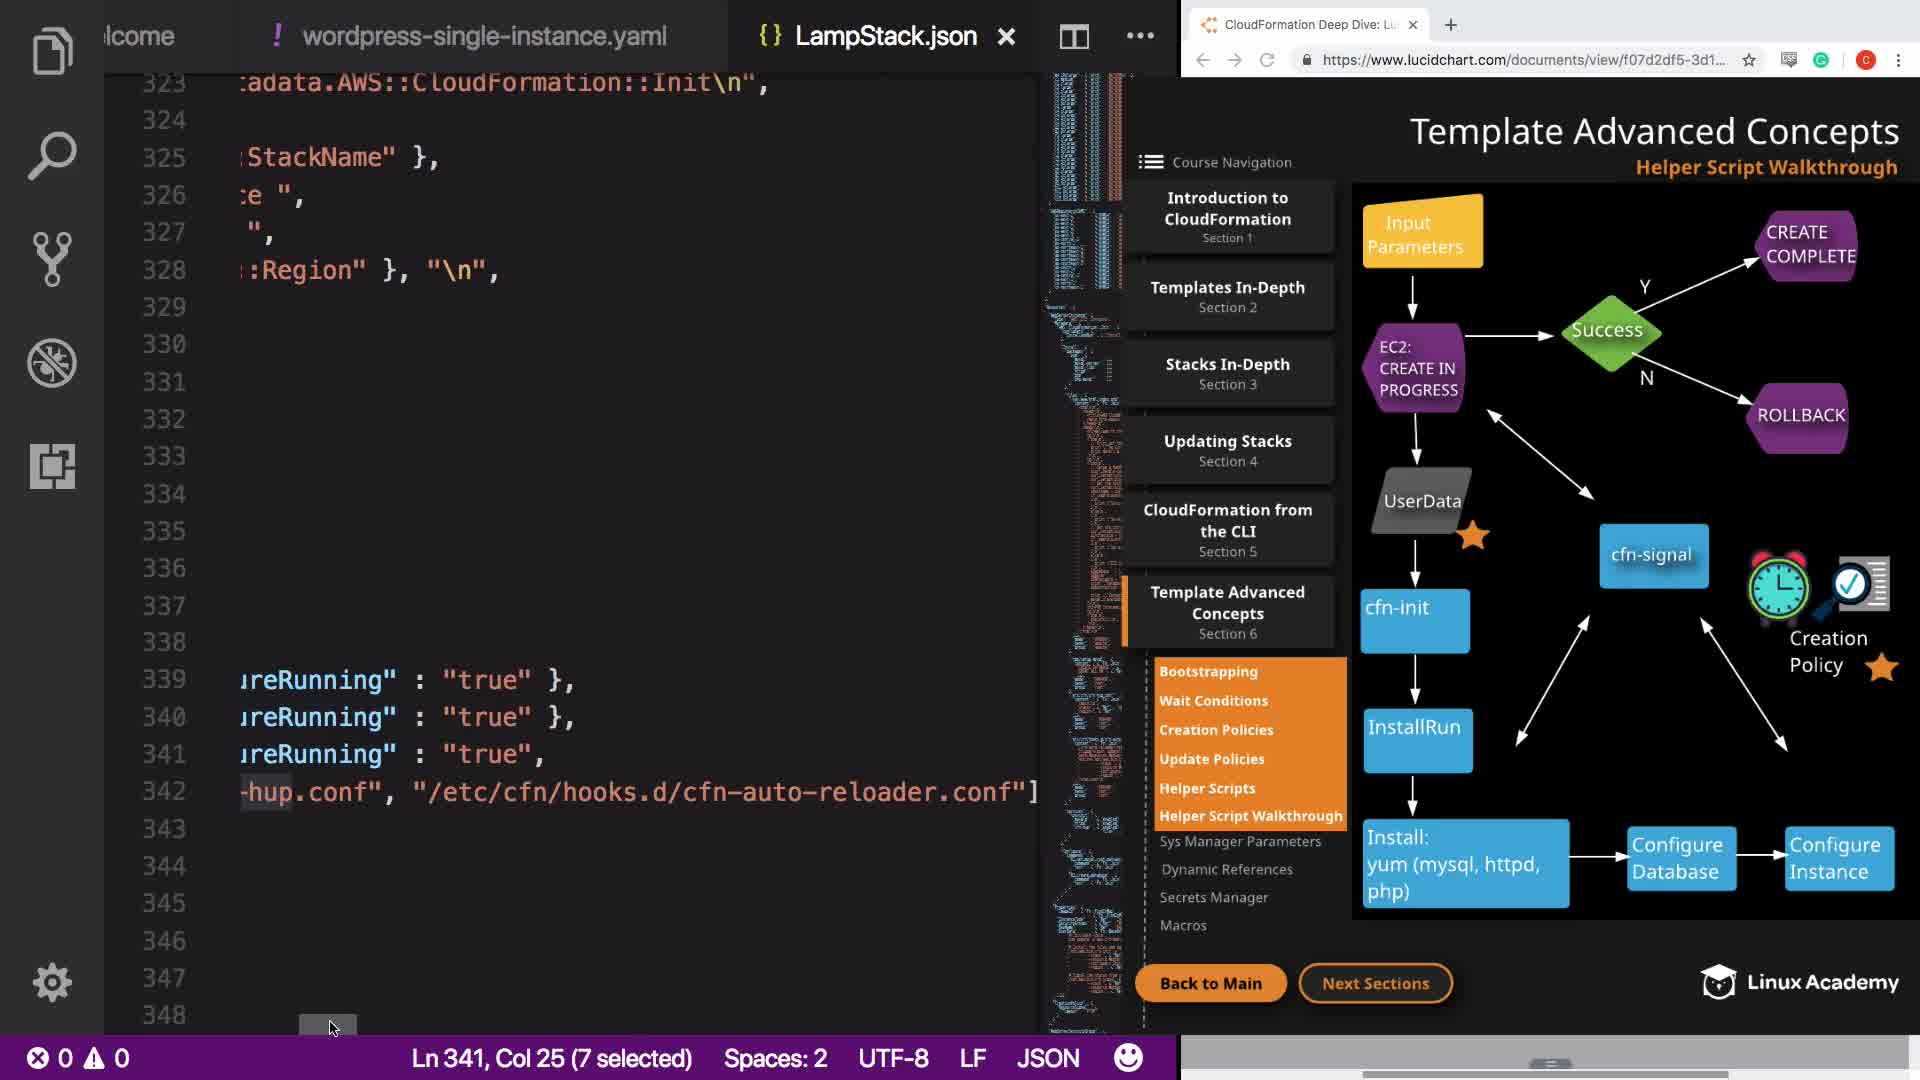 lcome
! wordpress-single-instance.yaml
{} LampStack.json
323 tadata.AWS::CloudFormation::Init\n",
324
325 :StackName" },
326 ce ",
327 ",
328 ::Region" }, "\n",
329
330
331
332
333
334
335
336
337
338
339 ureRunning" : "true" },
340 ureRunning" : "true" },
341 ureRunning" : "true",
342 -hup.conf", "/etc/cfn/hooks.d/cfn-auto-reloader.conf"]
343
344
345
346
347
348
0 0
Ln 341, Col 25 (7 selected)
Spaces: 2
UTF-8
LF
JSON
CloudFormation Deep Dive: Lu
https://www.lucidchart.com/documents/view/f07d2df5-3d1...
C
Template Advanced Concepts
Helper Script Walkthrough
Course Navigation
Introduction to
CloudFormation
Section 1
Templates In-Depth
Section 2
Stacks In-Depth
Section 3
Updating Stacks
Section 4
CloudFormation from
the CLI
Section 5
Template Advanced
Concepts
Section 6
Bootstrapping
Wait Conditions
Creation Policies
Update Policies
Helper Scripts
Helper Script Walkthrough
Sys Manager Parameters
Dynamic References
Secrets Manager
Macros
Back to Main
Next Sections
Input
Parameters
EC2:
CREATE IN
PROGRESS
Success
Y
N
CREATE
COMPLETE
ROLLBACK
UserData
cfn-signal
cfn-init
Creation
Policy
InstallRun
Install:
yum (mysql, httpd,
php)
Configure
Database
Configure
Instance
Linux Academy